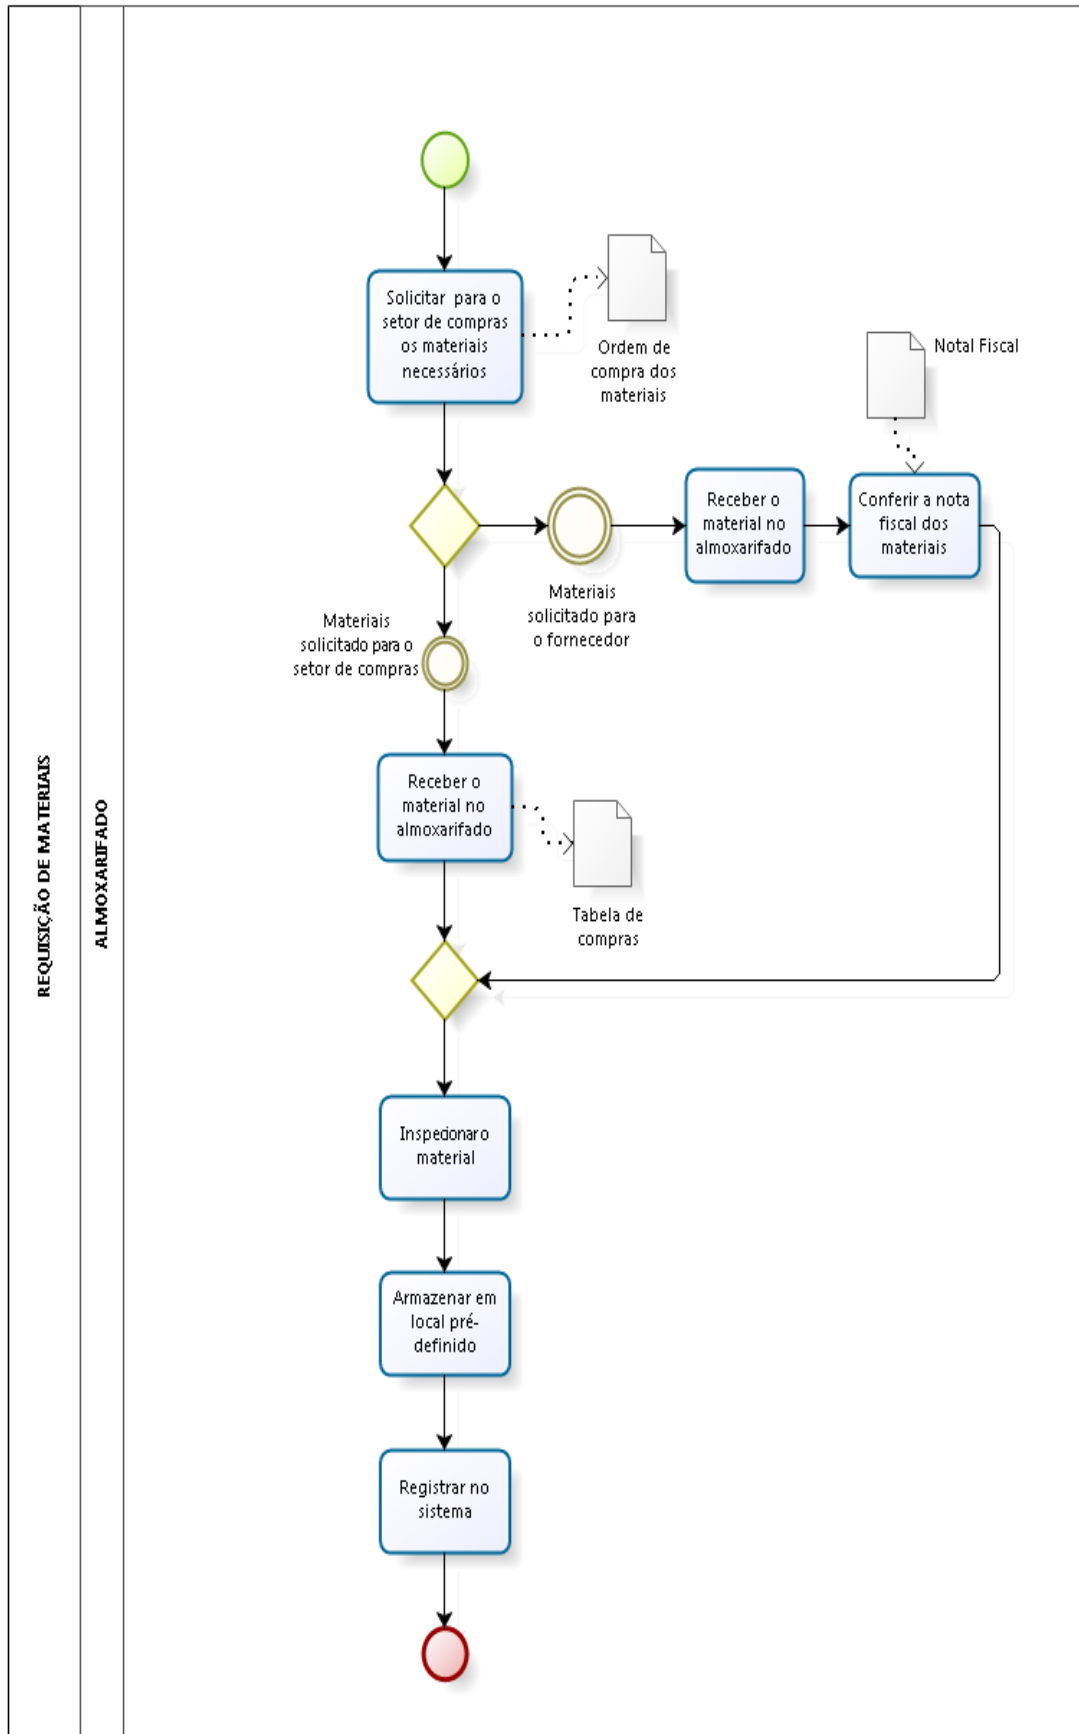 REQUISIÇÃO DE MATERIAIS
ALMOXARIFADO
Solicitar para o
setor de compras
os materiais
necessários
Ordem de
compra dos
materiais
Notal Fiscal
Receber o
material no
almoxarifado
Conferir a nota
fiscal dos
materiais
Materiais
solicitado para
o fornecedor
Materiais
solicitado para o
setor de compras
Receber o
material no
almoxarifado
Tabela de
compras
Inspecionar o
material
Armazenar em
local pré-
definido
Registrar no
sistema